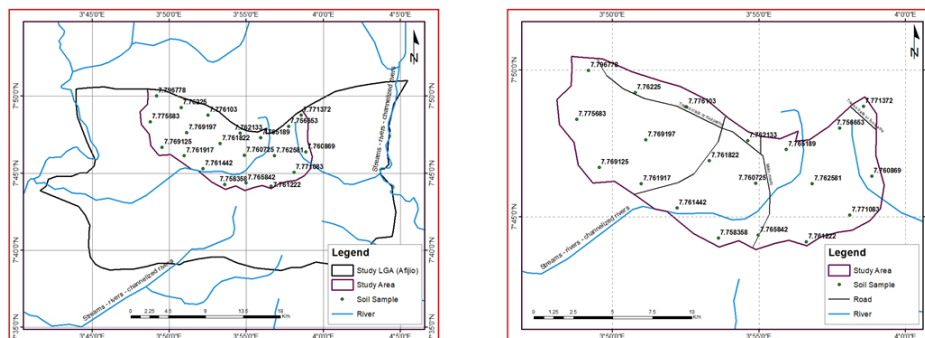 3°45'0"E 3°50'0"E 3°55'0"E 4°0'0"E 4°5'0"E
N
7°50'0"N
7°45'0"N
7°40'0"N
7°35'0"N
7.796778
7.76225
7.776103
7.771372
7.775683
7.756653
7.769197
7.762133
7.765189
7.769125
7.761822
7.761917
7.760725
7.762581
7.760869
7.761442
7.771083
7.758358
7.765842
7.761222
Streams - rivers - channelized rivers
Streams - rivers - channelized rivers
Legend
Study LGA (Afijio)
Study Area
Soil Sample
River
0 2.25 4.5 9 13.5 18
Km
3°50'0"E 3°55'0"E 4°0'0"E
N
7°50'0"N
7°45'0"N
7.796778
7.76225
7.776103
7.771372
7.775683
7.756653
7.769197
7.762133
7.765189
7.769125
7.761822
7.761917
7.760725
7.762581
7.760869
7.761442
7.771083
7.758358
7.765842
7.761222
Streams - rivers - channelized rivers
Legend
Study Area
Soil Sample
Road
River
0 1.25 2.5 5 7.5 10
Km